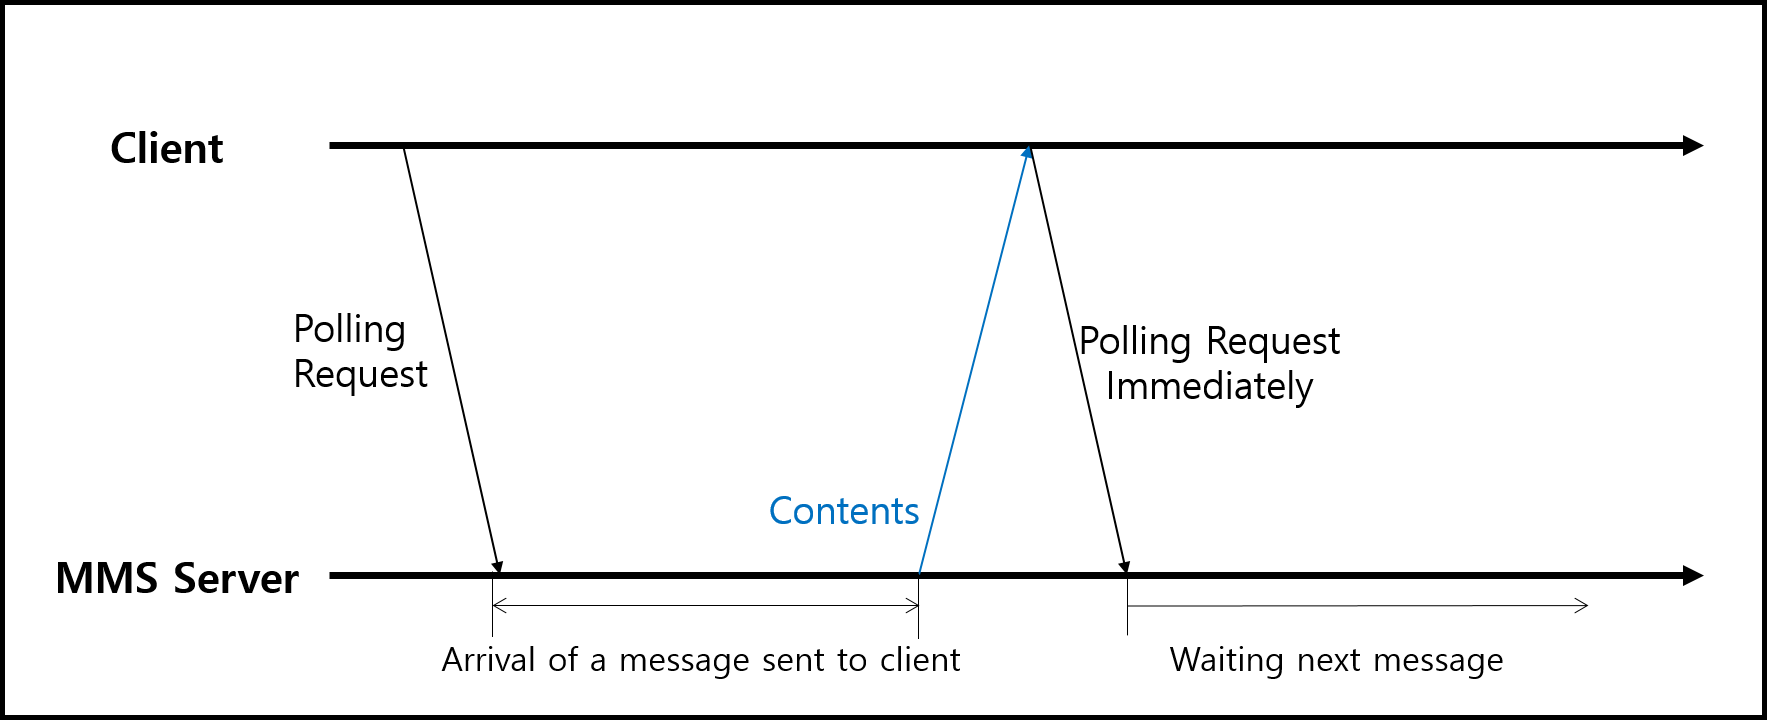 Client
Polling
Request
Polling Request
Immediately
Contents
MMS Server
Arrival of a message sent to client
Waiting next message